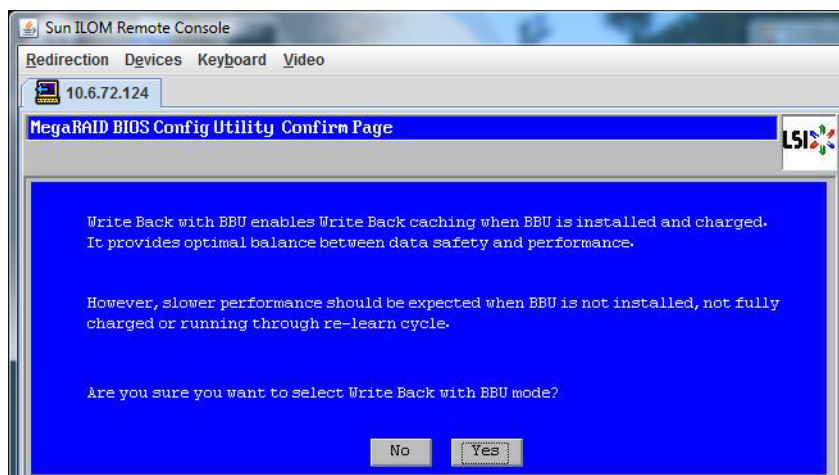 Sun ILOM Remote Console
Redirection Devices Keyboard Video
10.6.72.124
MegaRAID BIOS Config Utility Confirm Page
LSI
Write Back with BBU enables Write Back caching when BBU is installed and charged.
It provides optimal balance between data safety and performance.
However, slower performance should be expected when BBU is not installed, not fully
charged or running through re-learn cycle.
Are you sure you want to select Write Back with BBU mode?
No Yes